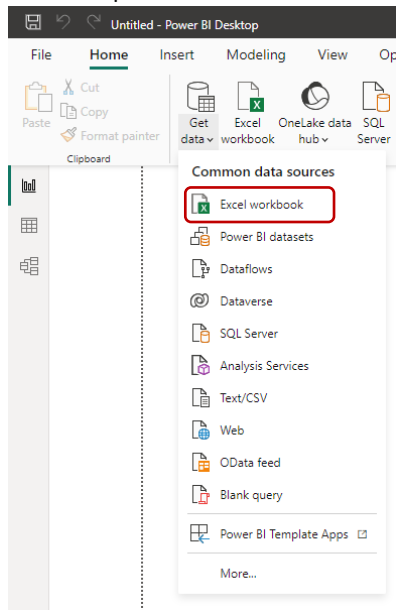 Untitled - Power BI Desktop
File Home Insert Modeling View Op
Cut
Copy
Format painter
Paste
Clipboard
Get data
Excel workbook
OneLake data hub
SQL Server
Common data sources
Excel workbook
Power BI datasets
Dataflows
Dataverse
SQL Server
Analysis Services
Text/CSV
Web
OData feed
Blank query
Power BI Template Apps
More...